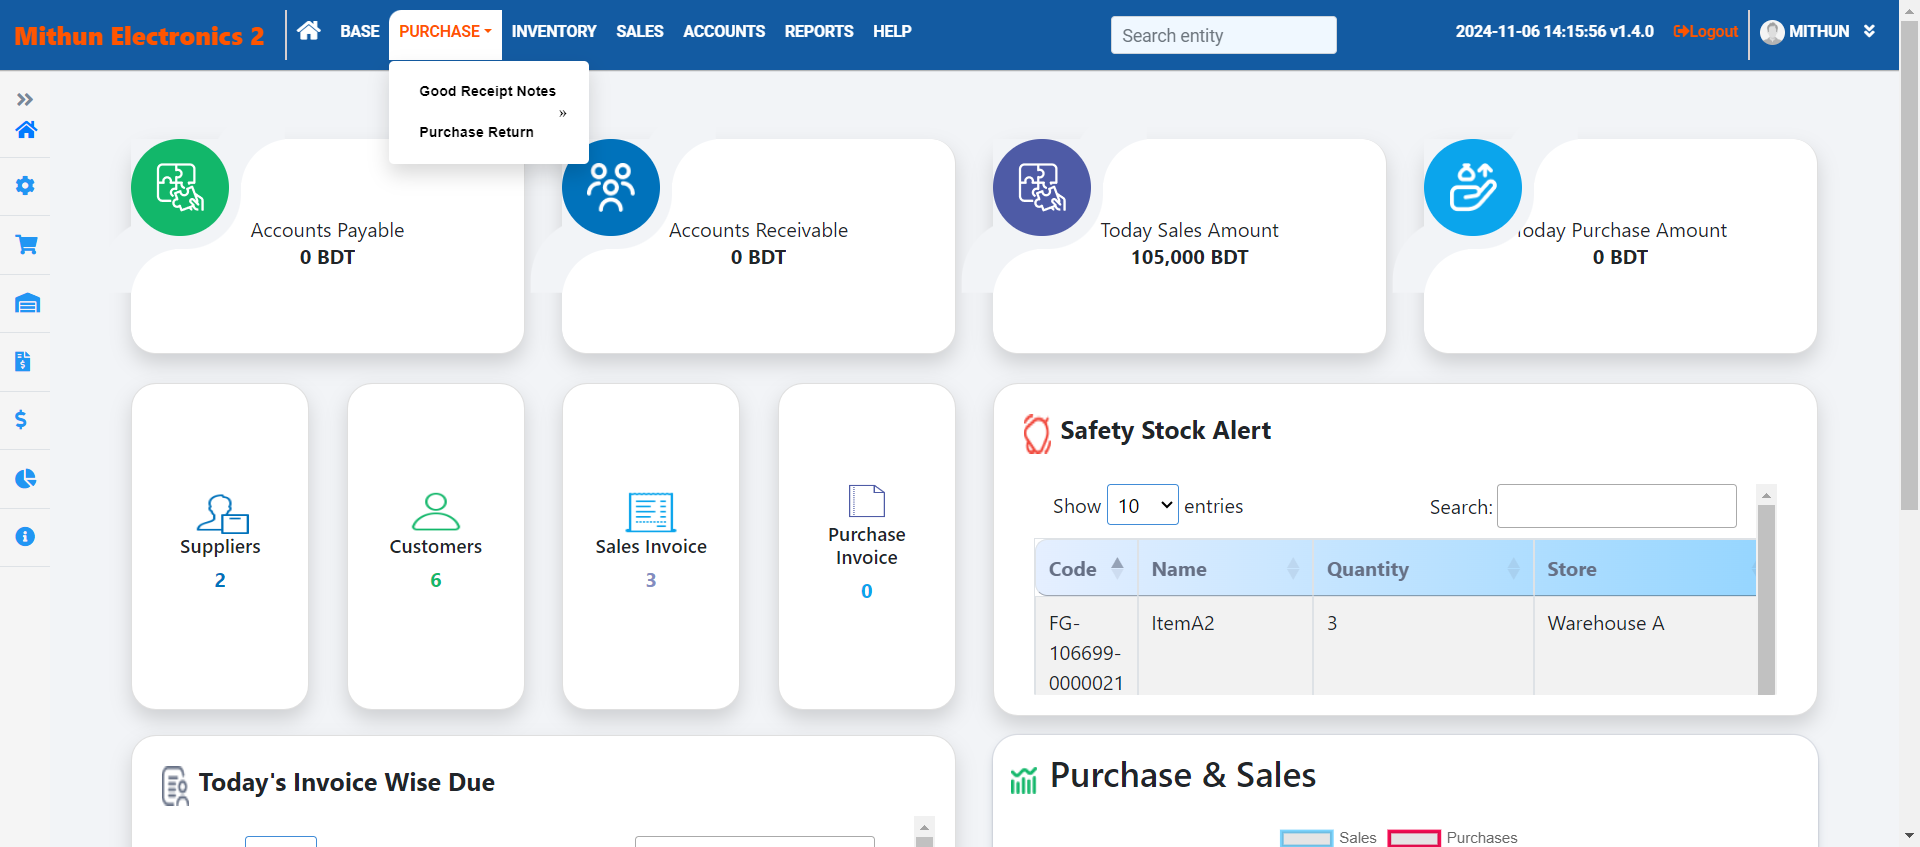 Mithun Electronics 2
BASE
PURCHASE
INVENTORY
SALES
ACCOUNTS
REPORTS
HELP
Search entity
2024-11-06 14:15:56 v1.4.0
Logout
MITHUN
Good Receipt Notes
»
Purchase Return
Accounts Payable
0 BDT
Accounts Receivable
0 BDT
Today Sales Amount
105,000 BDT
Today Purchase Amount
0 BDT
Suppliers
2
Customers
6
Sales Invoice
3
Purchase
Invoice
0
Safety Stock Alert
Show 10 entries
Search:
Code
Name
Quantity
Store
FG-
106699-
0000021
ItemA2
3
Warehouse A
Today's Invoice Wise Due
Purchase & Sales
Sales
Purchases